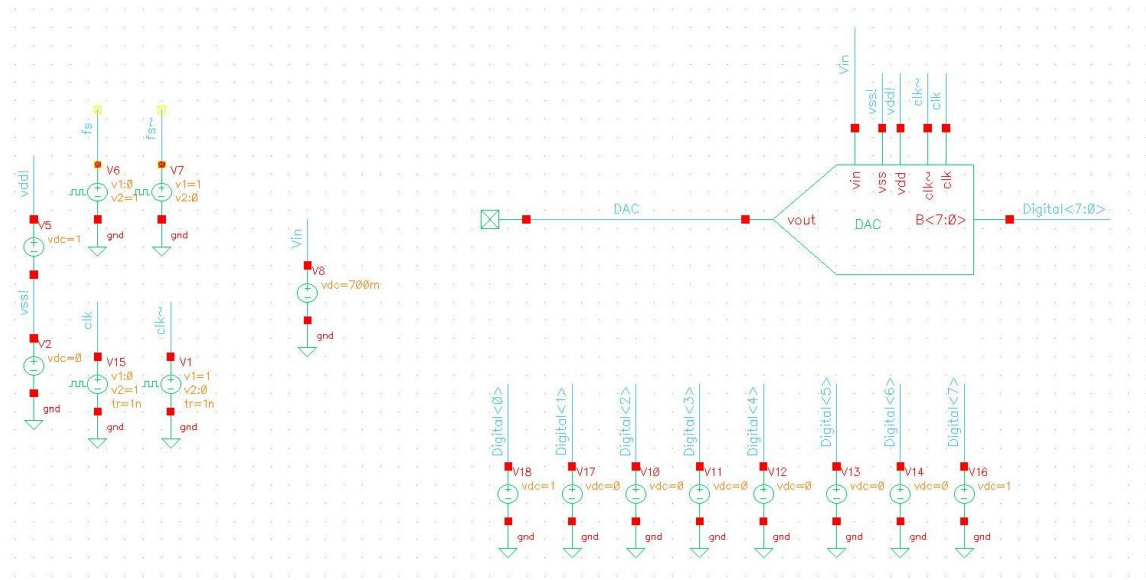 fs
fs~
V6
v1:0
v2=1
gnd
V7
v1=1
v2:0
gnd
vdd!
V5
vdc=1
vss!
V2
vdc=0
gnd
clk
V15
v1:0
v2=1
tr=1n
gnd
clk~
V1
v1=1
v2:0
tr=1n
gnd
Vin
V8
vdc=700m
gnd
DAC
Vin
vss!
vdd!
clk~
clk
vin
vss
vdd
clk~
clk
vout
DAC
B<7:0>
Digital<7:0>
Digital<0>
Digital<1>
Digital<2>
Digital<3>
Digital<4>
Digital<5>
Digital<6>
Digital<7>
V18
vdc=1
gnd
V17
vdc=0
gnd
V10
vdc=0
gnd
V11
vdc=0
gnd
V12
vdc=0
gnd
V13
vdc=0
gnd
V14
vdc=0
gnd
V16
vdc=1
gnd